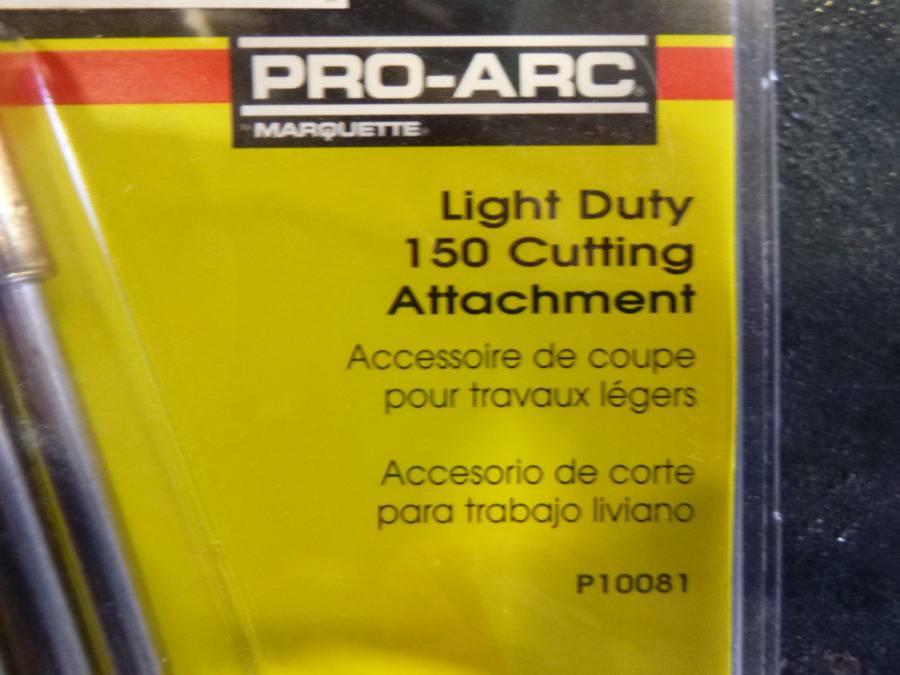 PRO-ARC®
MARQUETTE®
Light Duty
150 Cutting
Attachment
Accessoire de coupe
pour travaux légers
Accesorio de corte
para trabajo liviano
P10081